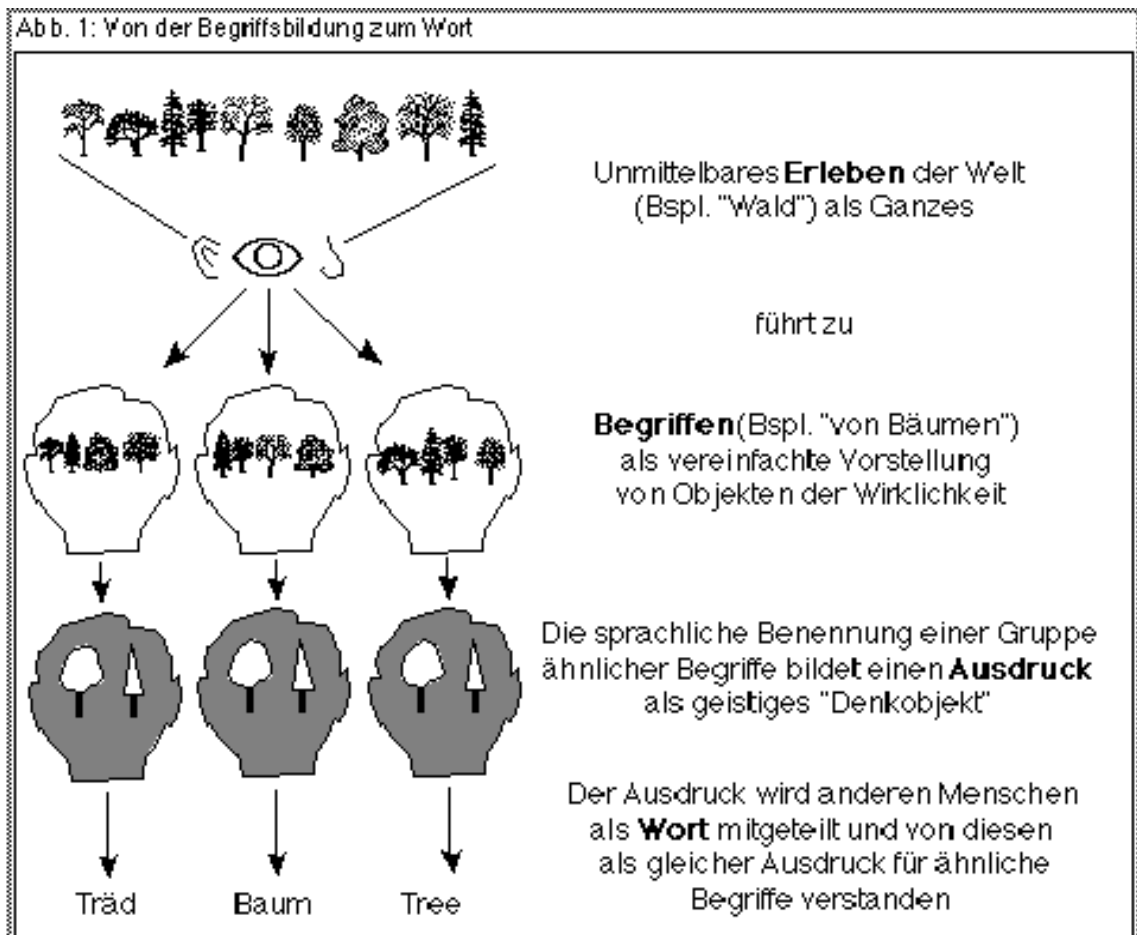 Abb. 1: Von der Begriffsbildung zum Wort
Unmittelbares Erleben der Welt
(Bspl. "Wald") als Ganzes
führt zu
Begriffen (Bspl. "von Bäumen")
als vereinfachte Vorstellung
von Objekten der Wirklichkeit
Die sprachliche Benennung einer Gruppe
ähnlicher Begriffe bildet einen Ausdruck
als geistiges "Denkobjekt"
Der Ausdruck wird anderen Menschen
als Wort mitgeteilt und von diesen
als gleicher Ausdruck für ähnliche
Begriffe verstanden
Träd Baum Tree